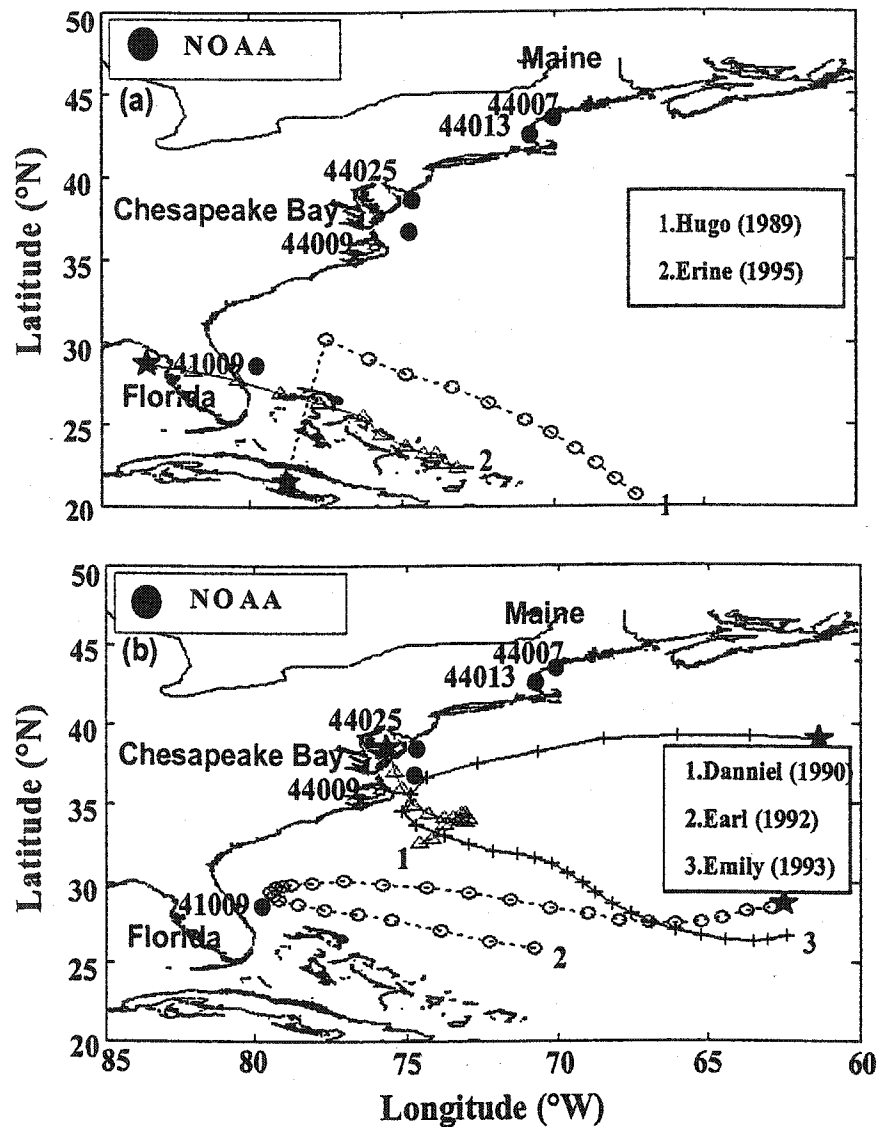 50
NOAA
Maine
(a)
45
44007
44013
40
44025
Chesapeake Bay
44009
1.Hugo (1989)
2.Erine (1995)
35
Latitude (°N)
30
41009
Florida
25
2
20
1
50
NOAA
Maine
(b)
45
44007
44013
40
44025
Chesapeake Bay
44009
1.Danniel (1990)
2.Earl (1992)
3.Emily (1993)
35
Latitude (°N)
1
30
41009
Florida
2
3
25
20
85
80
75
70
65
60
Longitude (°W)